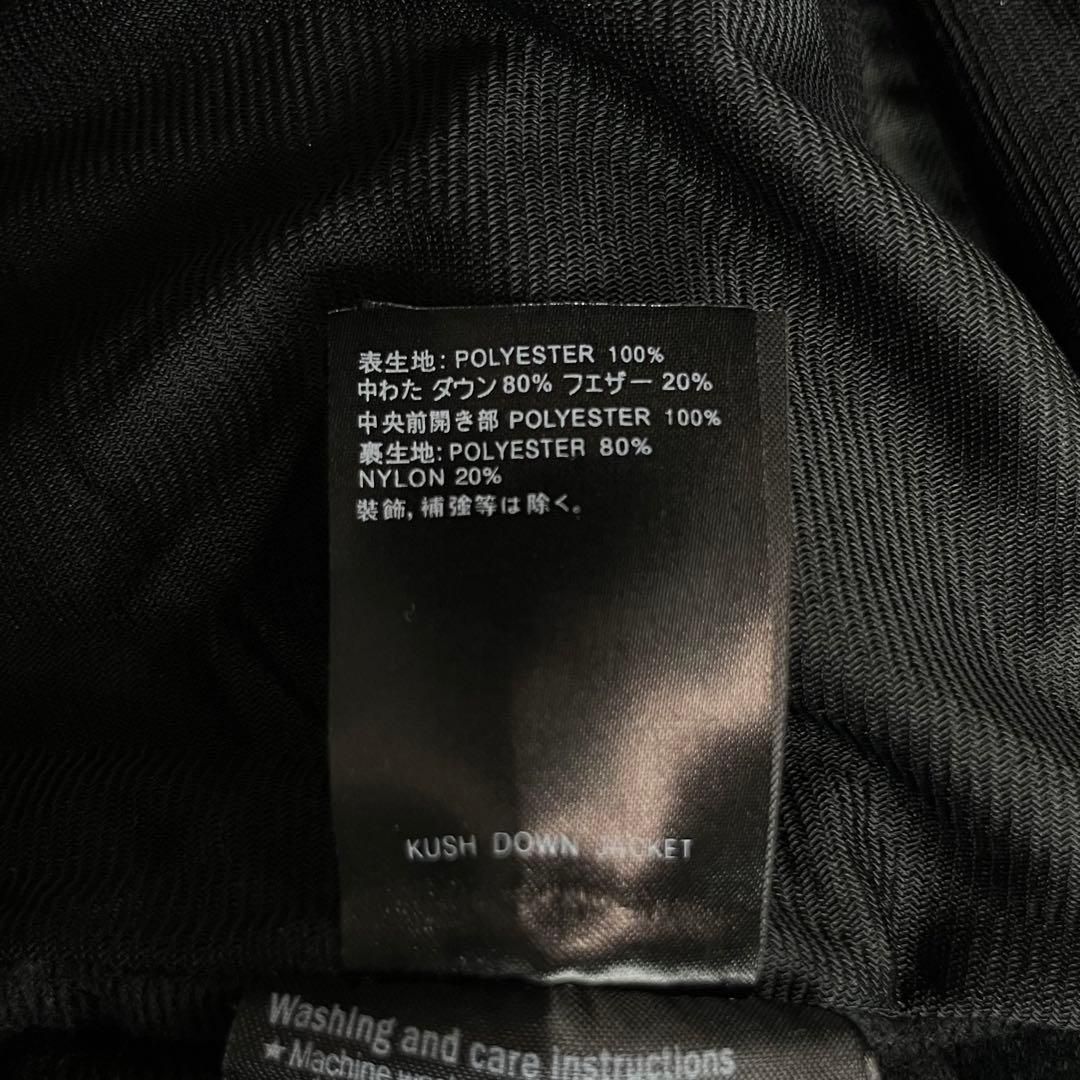 表生地: POLYESTER 100%
中わた ダウン 80% フエザー 20%
中央前開き部 POLYESTER 100%
裏生地: POLYESTER 80%
NYLON 20%
装飾, 補強等は除く。
KUSH DOWN JACKET
Washing and care instructions
★Machine